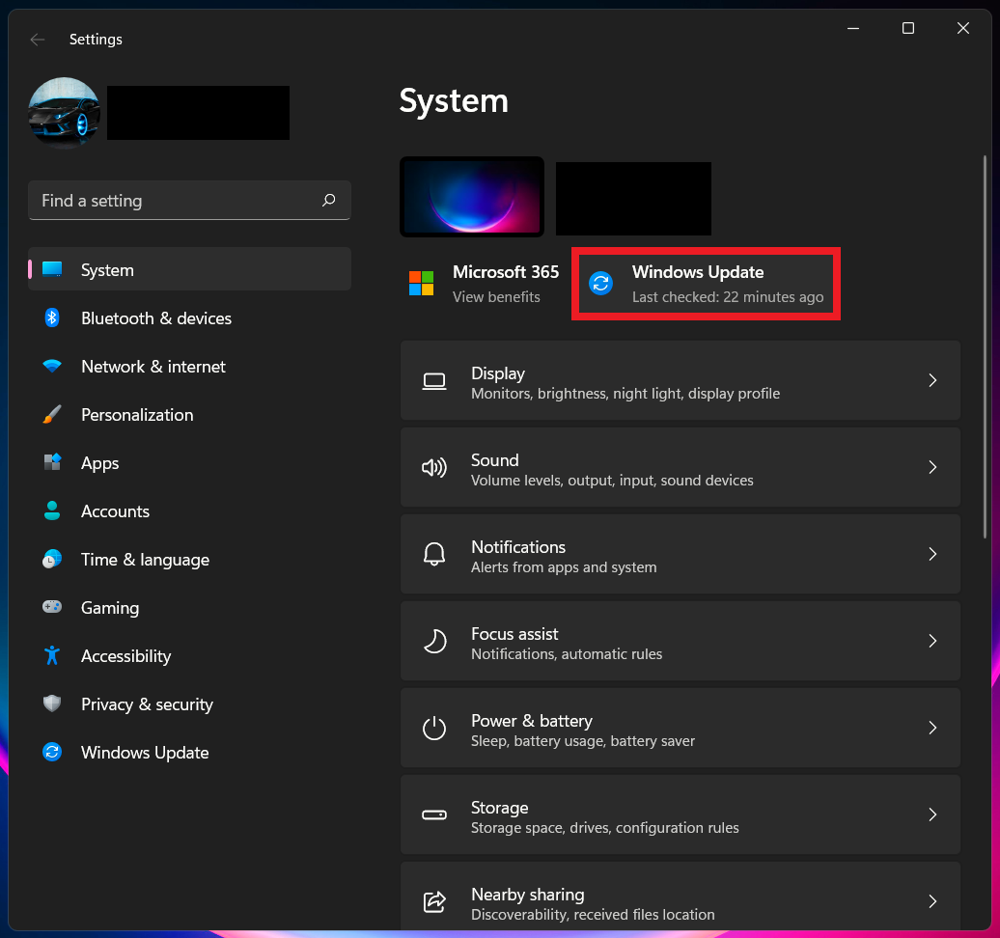 Settings
Find a setting
System
Bluetooth & devices
Network & internet
Personalization
Apps
Accounts
Time & language
Gaming
Accessibility
Privacy & security
Windows Update
System
Microsoft 365
View benefits
Windows Update
Last checked: 22 minutes ago
Display
Monitors, brightness, night light, display profile
Sound
Volume levels, output, input, sound devices
Notifications
Alerts from apps and system
Focus assist
Notifications, automatic rules
Power & battery
Sleep, battery usage, battery saver
Storage
Storage space, drives, configuration rules
Nearby sharing
Discoverability, received files location